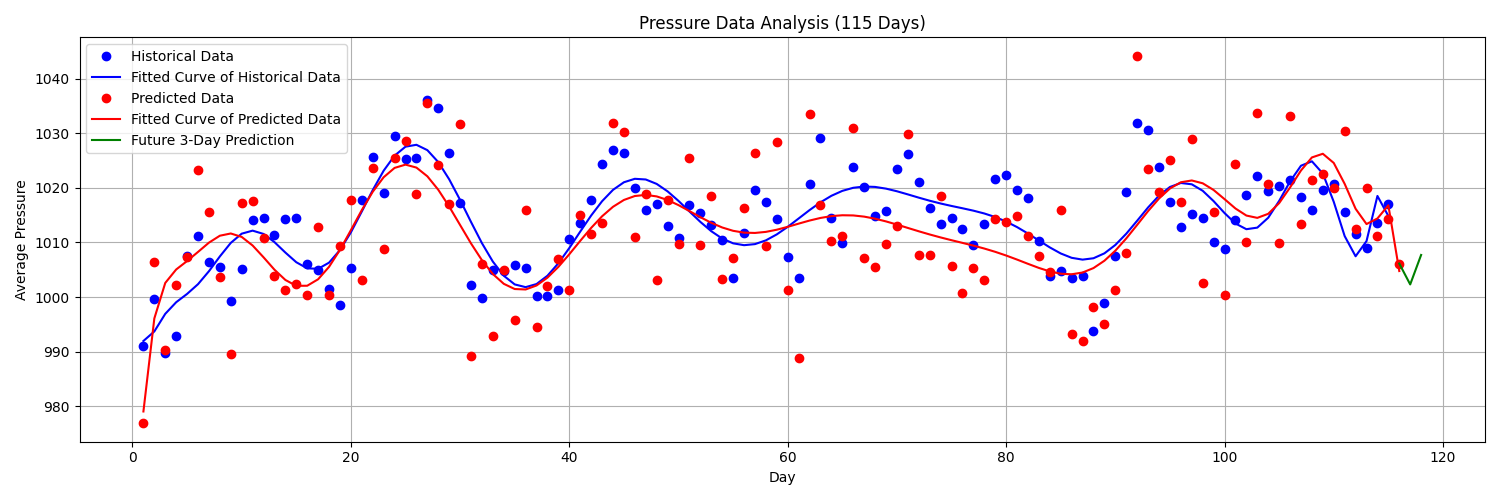 Pressure Data Analysis (115 Days)
Historical Data
Fitted Curve of Historical Data
Predicted Data
Fitted Curve of Predicted Data
Future 3-Day Prediction
Average Pressure
1040
1030
1020
1010
1000
990
980
0 20 40 60 80 100 120
Day